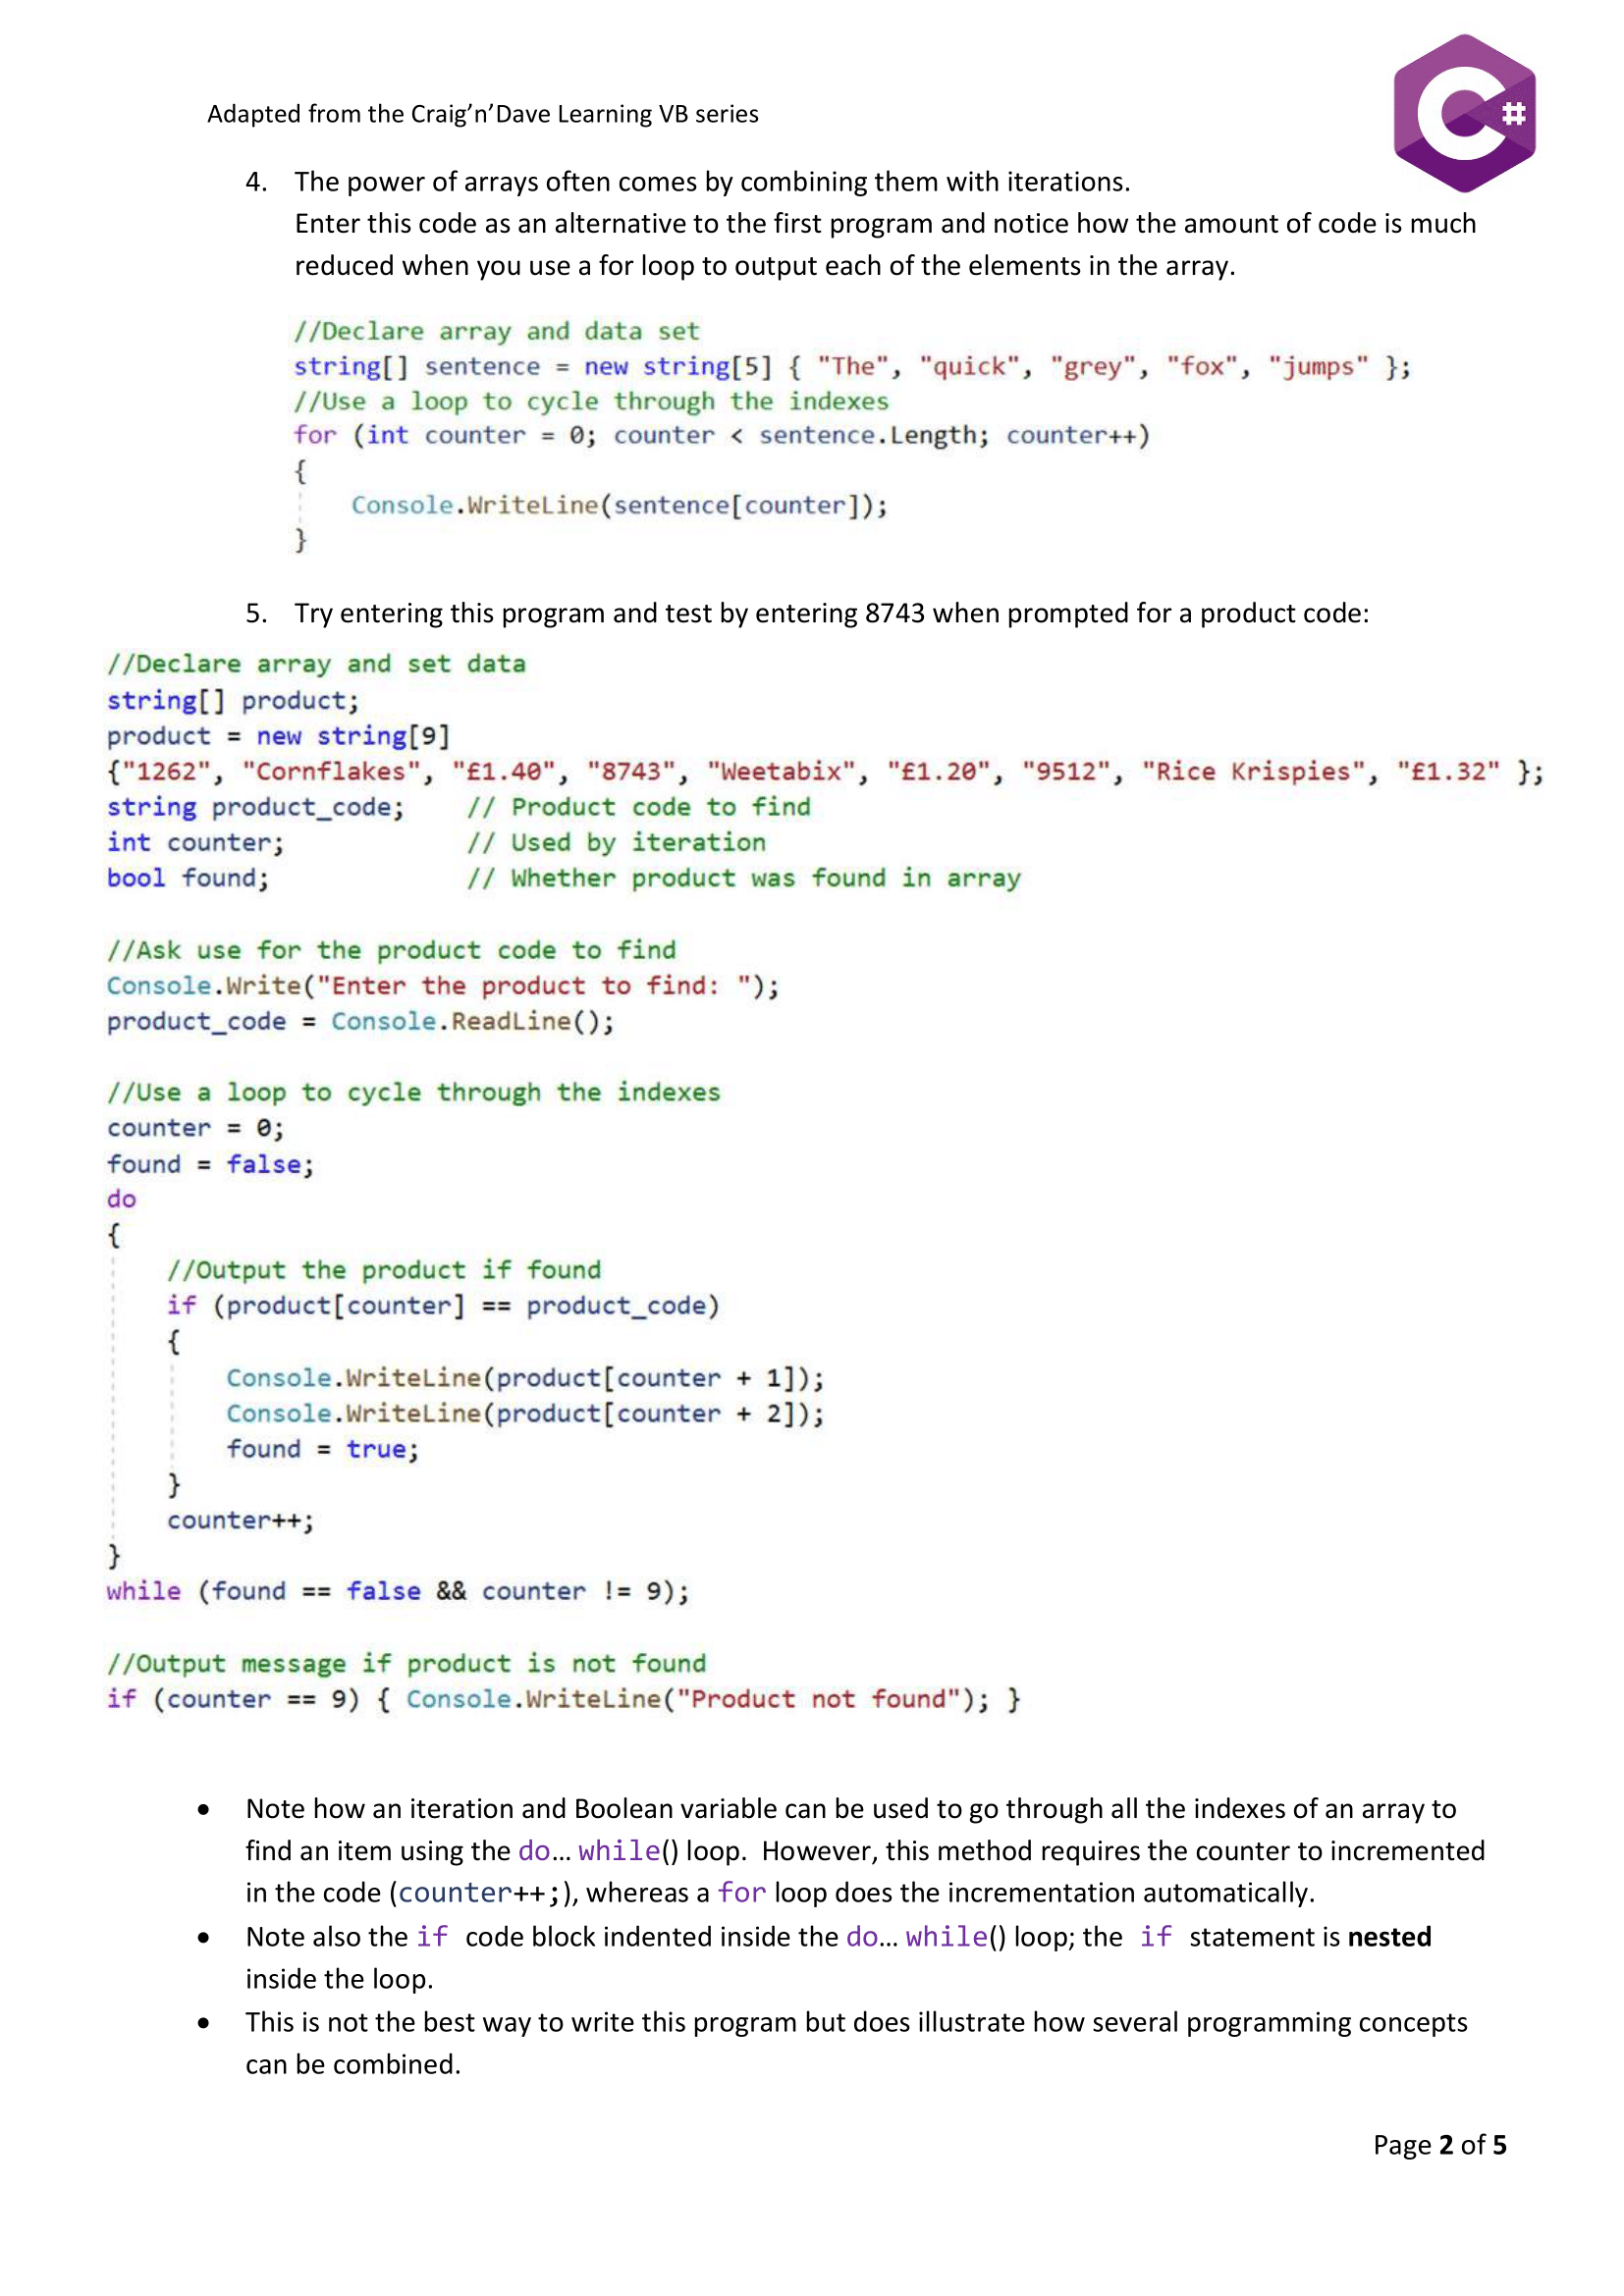 Adapted from the Craig’n’Dave Learning VB series
C#
4. The power of arrays often comes by combining them with iterations.
Enter this code as an alternative to the first program and notice how the amount of code is much
reduced when you use a for loop to output each of the elements in the array.
//Declare array and data set
string[] sentence = new string[5] { "The", "quick", "grey", "fox", "jumps" };
//Use a loop to cycle through the indexes
for (int counter = 0; counter < sentence.Length; counter++)
{
    Console.WriteLine(sentence[counter]);
}
5. Try entering this program and test by entering 8743 when prompted for a product code:
//Declare array and set data
string[] product;
product = new string[9]
{"1262", "Cornflakes", "£1.40", "8743", "Weetabix", "£1.20", "9512", "Rice Krispies", "£1.32" };
string product_code;    // Product code to find
int counter;            // Used by iteration
bool found;             // Whether product was found in array
//Ask use for the product code to find
Console.Write("Enter the product to find: ");
product_code = Console.ReadLine();
//Use a loop to cycle through the indexes
counter = 0;
found = false;
do
{
    //Output the product if found
    if (product[counter] == product_code)
    {
        Console.WriteLine(product[counter + 1]);
        Console.WriteLine(product[counter + 2]);
        found = true;
    }
    counter++;
}
while (found == false && counter != 9);
//Output message if product is not found
if (counter == 9) { Console.WriteLine("Product not found"); }
• Note how an iteration and Boolean variable can be used to go through all the indexes of an array to
find an item using the do… while() loop.  However, this method requires the counter to incremented
in the code (counter++;), whereas a for loop does the incrementation automatically.
• Note also the if code block indented inside the do… while() loop; the if statement is nested
inside the loop.
• This is not the best way to write this program but does illustrate how several programming concepts
can be combined.
Page 2 of 5